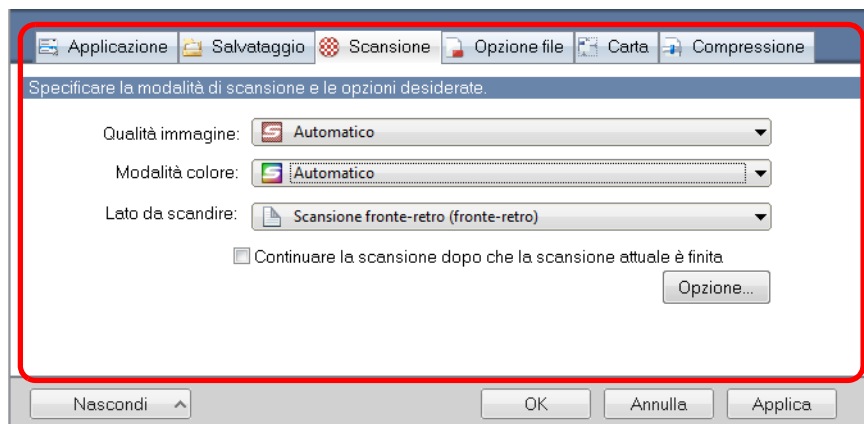 Applicazione Salvataggio Scansione Opzione file Carta Compressione
Specificare la modalità di scansione e le opzioni desiderate.
Qualità immagine: Automatico
Modalità colore: Automatico
Lato da scandire: Scansione fronte-retro (fronte-retro)
Continuare la scansione dopo che la scansione attuale è finita
Opzione...
Nascondi OK Annulla Applica